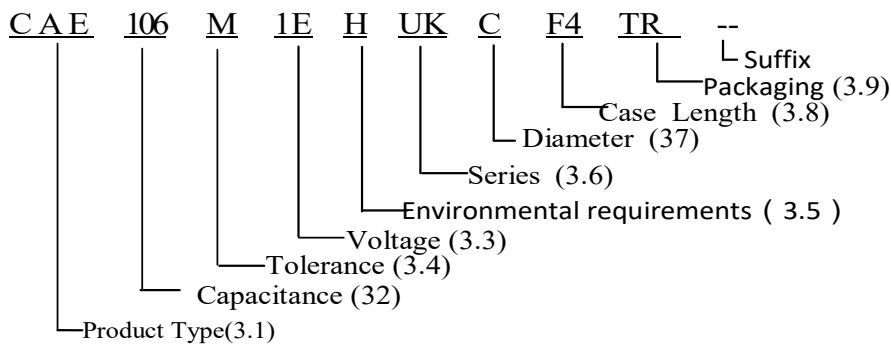 C A E 106 M 1E H UK C F4 TR --
Suffix
Packaging (3.9)
Case Length (3.8)
Diameter (37)
Series (3.6)
Environmental requirements ( 3.5 )
Voltage (3.3)
Tolerance (3.4)
Capacitance (32)
Product Type(3.1)